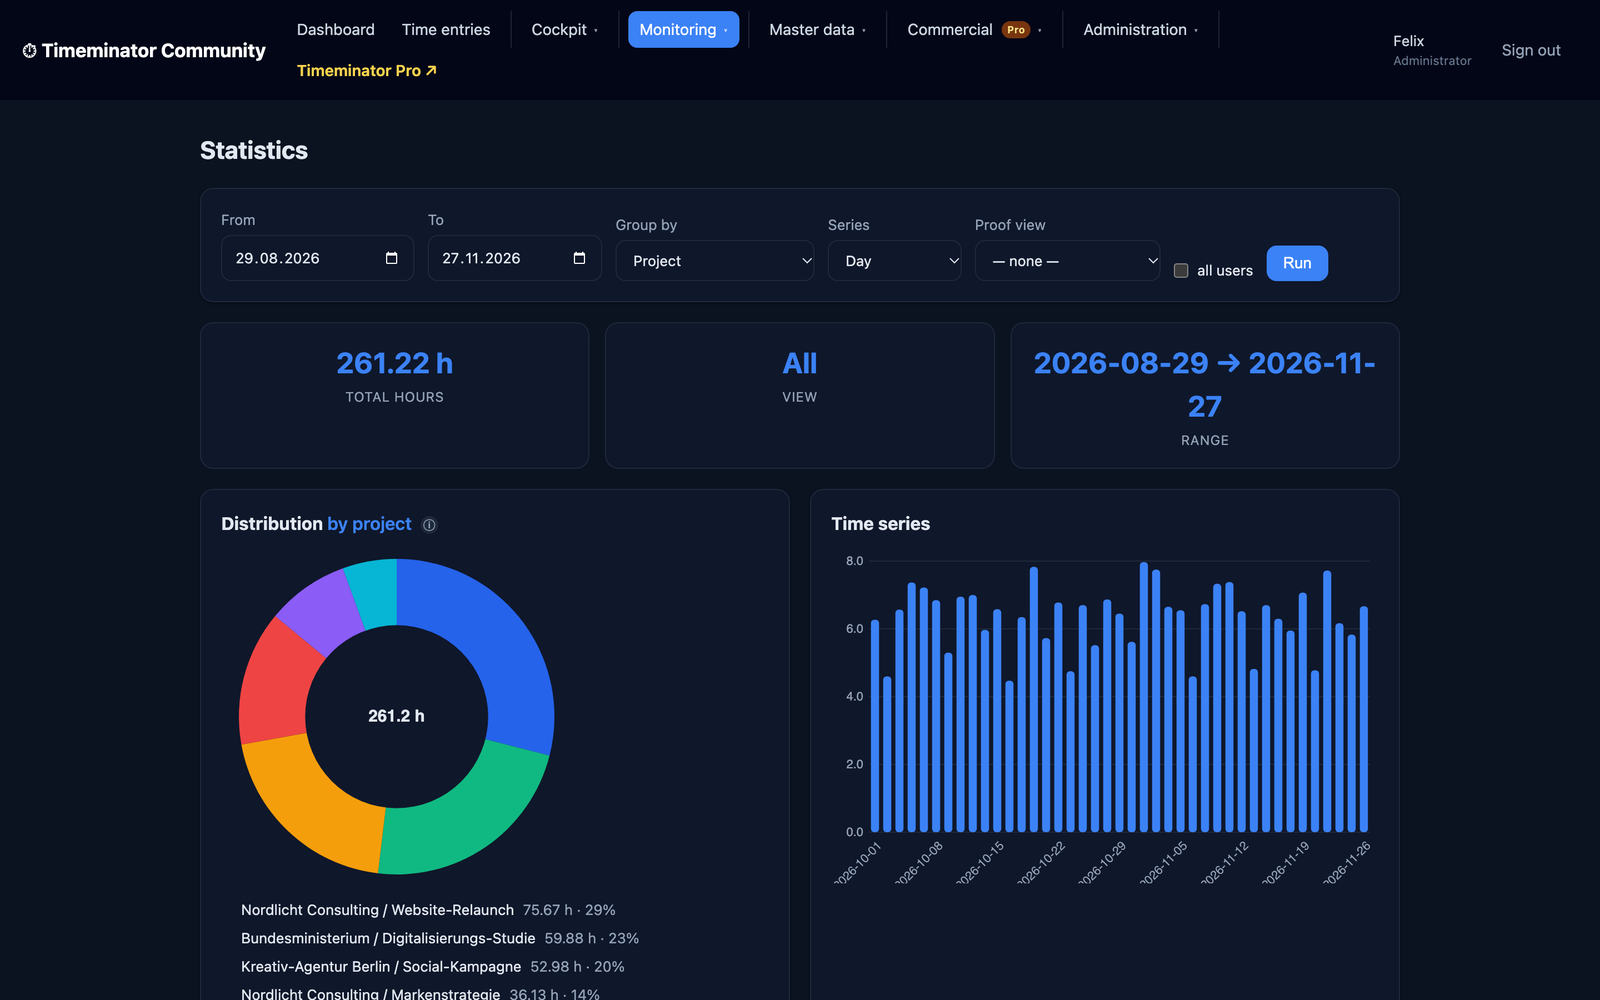 Timeminator Community
Dashboard
Time entries
Cockpit
Monitoring
Master data
Commercial Pro
Administration
Timeminator Pro ↗
Felix
Administrator
Sign out
Statistics
From
To
Group by
Series
Proof view
29.08.2026
27.11.2026
Project
Day
— none —
all users
Run
261.22 h
TOTAL HOURS
All
VIEW
2026-08-29 → 2026-11-
27
RANGE
Distribution by project ⓘ
261.2 h
Nordlicht Consulting / Website-Relaunch 75.67 h · 29%
Bundesministerium / Digitalisierungs-Studie 59.88 h · 23%
Kreativ-Agentur Berlin / Social-Kampagne 52.98 h · 20%
Nordlicht Consulting / Markenstrategie 36.13 h · 14%
Time series
8.0
6.0
4.0
2.0
0.0
2026-10-01
2026-10-08
2026-10-15
2026-10-22
2026-10-29
2026-11-05
2026-11-12
2026-11-19
2026-11-26